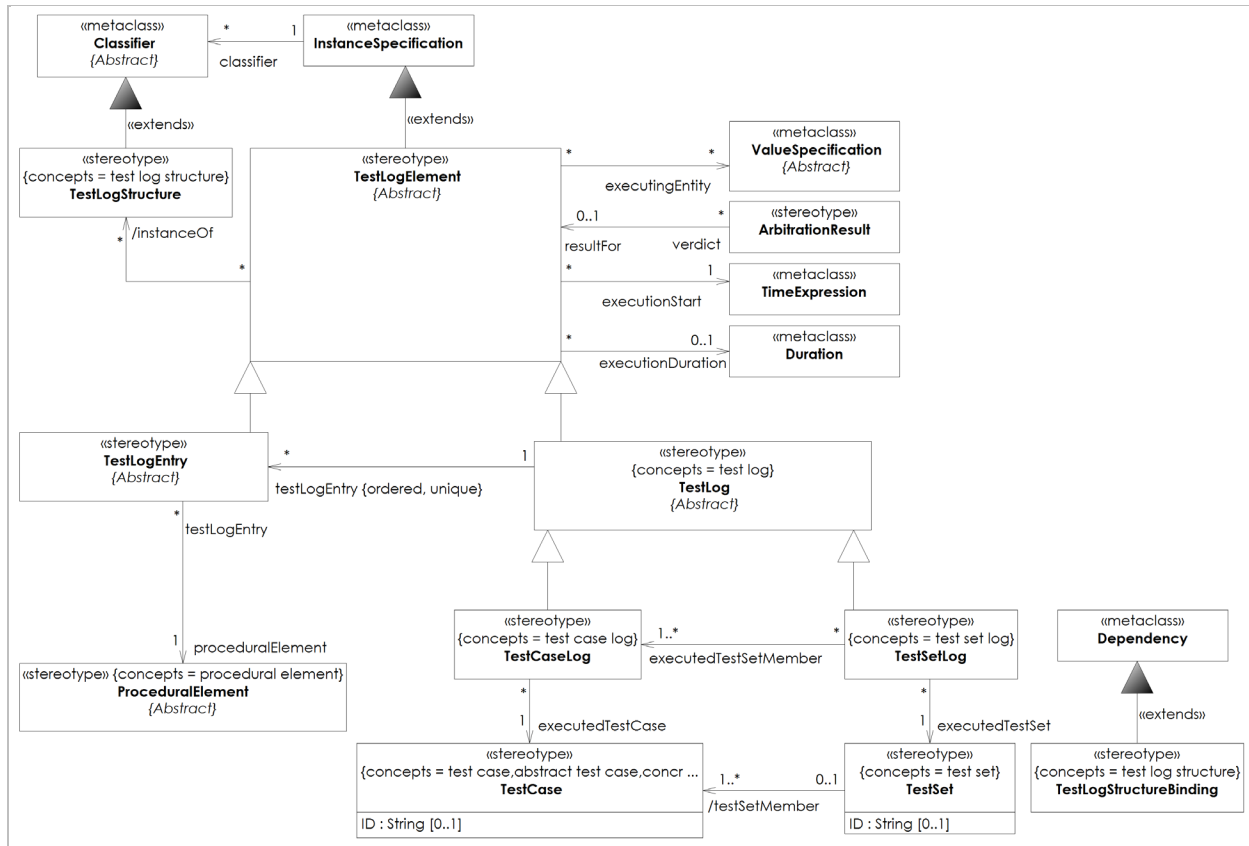 «metaclass»
Classifier
{Abstract}
*
1
classifier
«metaclass»
InstanceSpecification
{Abstract}
«extends»
«extends»
«stereotype»
{concepts = test log structure}
TestLogStructure
/instanceOf
*
*
«stereotype»
TestLogElement
{Abstract}
*
*
executingEntity
«metaclass»
ValueSpecification
{Abstract}
0..1
*
resultFor
verdict
«stereotype»
ArbitrationResult
*
1
executionStart
«metaclass»
TimeExpression
*
0..1
executionDuration
«metaclass»
Duration
«stereotype»
TestLogEntry
{Abstract}
*
1
testLogEntry {ordered, unique}
«stereotype»
{concepts = test log}
TestLog
{Abstract}
*
testLogEntry
1
proceduralElement
«stereotype» {concepts = procedural element}
ProceduralElement
{Abstract}
«stereotype»
{concepts = test case log}
TestCaseLog
1..*
*
executedTestSetMember
«stereotype»
{concepts = test set log}
TestSetLog
«metaclass»
Dependency
«extends»
*
1
executedTestCase
*
1
executedTestSet
«stereotype»
{concepts = test case,abstract test case,concr ...
TestCase
ID : String [0..1]
1..*
0..1
/testSetMember
«stereotype»
{concepts = test set}
TestSet
ID : String [0..1]
«stereotype»
{concepts = test log structure}
TestLogStructureBinding